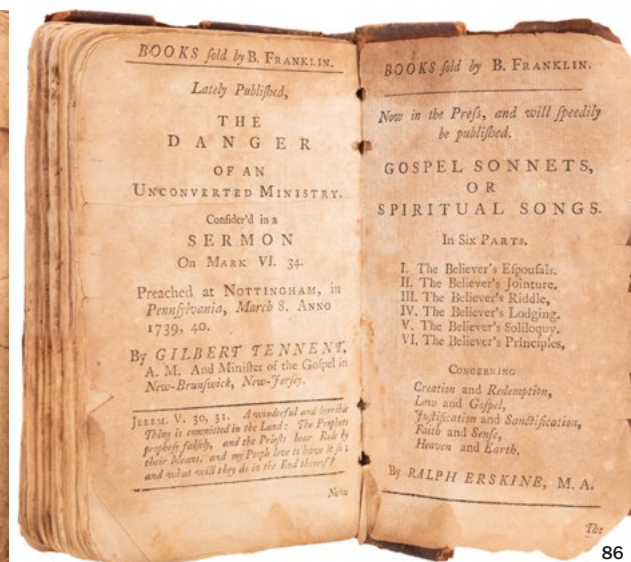 BOOKS ſold by B. FRANKLIN.
Lately Publiſhed,
THE
DANGER
OF AN
UNCONVERTED MINISTRY.
Conſider'd in a
SERMON
On MARK VI. 34.
Preached at NOTTINGHAM, in
Pennſylvania, March 8. ANNO
1739, 40.
By GILBERT TENNENT,
A. M. And Miniſter of the Goſpel in
New-Brunſwick, New-Jerſey.
JEREM. V. 30, 31. A wonderful and horrible
Thing is committed in the Land: The Prophets
propheſy falſly, and the Prieſts bear Rule by
their Means, and my People love to have it ſo;
and what will they do in the End thereof?
Now
BOOKS ſold by B. FRANKLIN.
Now in the Preſs, and will ſpeedily
be publiſhed.
GOSPEL SONNETS,
OR
SPIRITUAL SONGS.
In Six PARTS.
I. The Believer's Eſpouſals.
II. The Believer's Jointure.
III. The Believer's Riddle,
IV. The Believer's Lodging.
V. The Believer's Soliloquy.
VI. The Believer's Principles,
CONCERNING
Creation and Redemption,
Law and Goſpel,
Juſtification and Sanctification,
Faith and Senſe,
Heaven and Earth.
By RALPH ERSKINE, M. A.
The
86